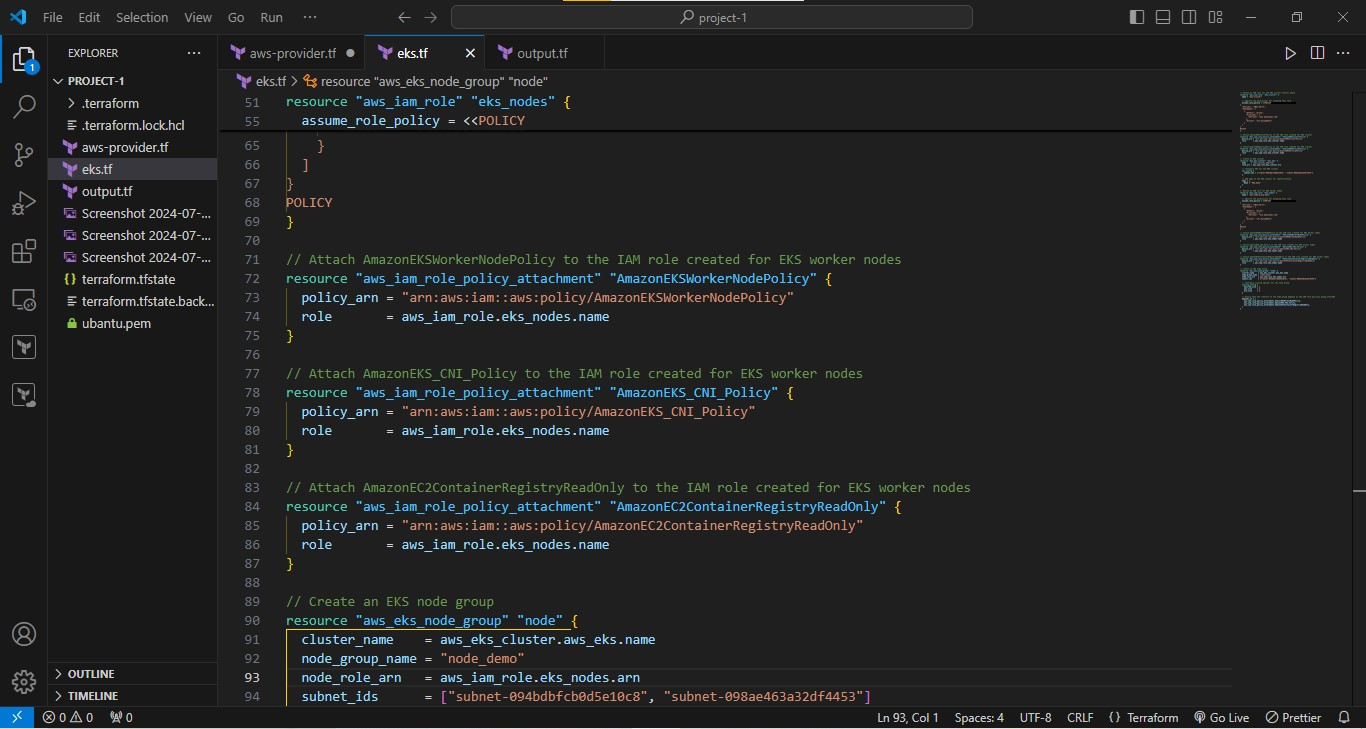 File Edit Selection View Go Run ··· ← → project-1
EXPLORER ···
PROJECT-1
.terraform
.terraform.lock.hcl
aws-provider.tf
eks.tf
output.tf
Screenshot 2024-07-...
Screenshot 2024-07-...
Screenshot 2024-07-...
{} terraform.tfstate
terraform.tfstate.back...
ubantu.pem
OUTLINE
TIMELINE
1
aws-provider.tf eks.tf output.tf
eks.tf > resource "aws_eks_node_group" "node"
51 resource "aws_iam_role" "eks_nodes" {
55 assume_role_policy = <<POLICY
65 }
66 ]
67 }
68 POLICY
69 }
70
71 // Attach AmazonEKSWorkerNodePolicy to the IAM role created for EKS worker nodes
72 resource "aws_iam_role_policy_attachment" "AmazonEKSWorkerNodePolicy" {
73 policy_arn = "arn:aws:iam::aws:policy/AmazonEKSWorkerNodePolicy"
74 role = aws_iam_role.eks_nodes.name
75 }
76
77 // Attach AmazonEKS_CNI_Policy to the IAM role created for EKS worker nodes
78 resource "aws_iam_role_policy_attachment" "AmazonEKS_CNI_Policy" {
79 policy_arn = "arn:aws:iam::aws:policy/AmazonEKS_CNI_Policy"
80 role = aws_iam_role.eks_nodes.name
81 }
82
83 // Attach AmazonEC2ContainerRegistryReadOnly to the IAM role created for EKS worker nodes
84 resource "aws_iam_role_policy_attachment" "AmazonEC2ContainerRegistryReadOnly" {
85 policy_arn = "arn:aws:iam::aws:policy/AmazonEC2ContainerRegistryReadOnly"
86 role = aws_iam_role.eks_nodes.name
87 }
88
89 // Create an EKS node group
90 resource "aws_eks_node_group" "node" {
91 cluster_name = aws_eks_cluster.aws_eks.name
92 node_group_name = "node_demo"
93 node_role_arn = aws_iam_role.eks_nodes.arn
94 subnet_ids = ["subnet-094bdbfcb0d5e10c8", "subnet-098ae463a32df4453"]
0 0 0 Ln 93, Col 1 Spaces: 4 UTF-8 CRLF {} Terraform Go Live Prettier